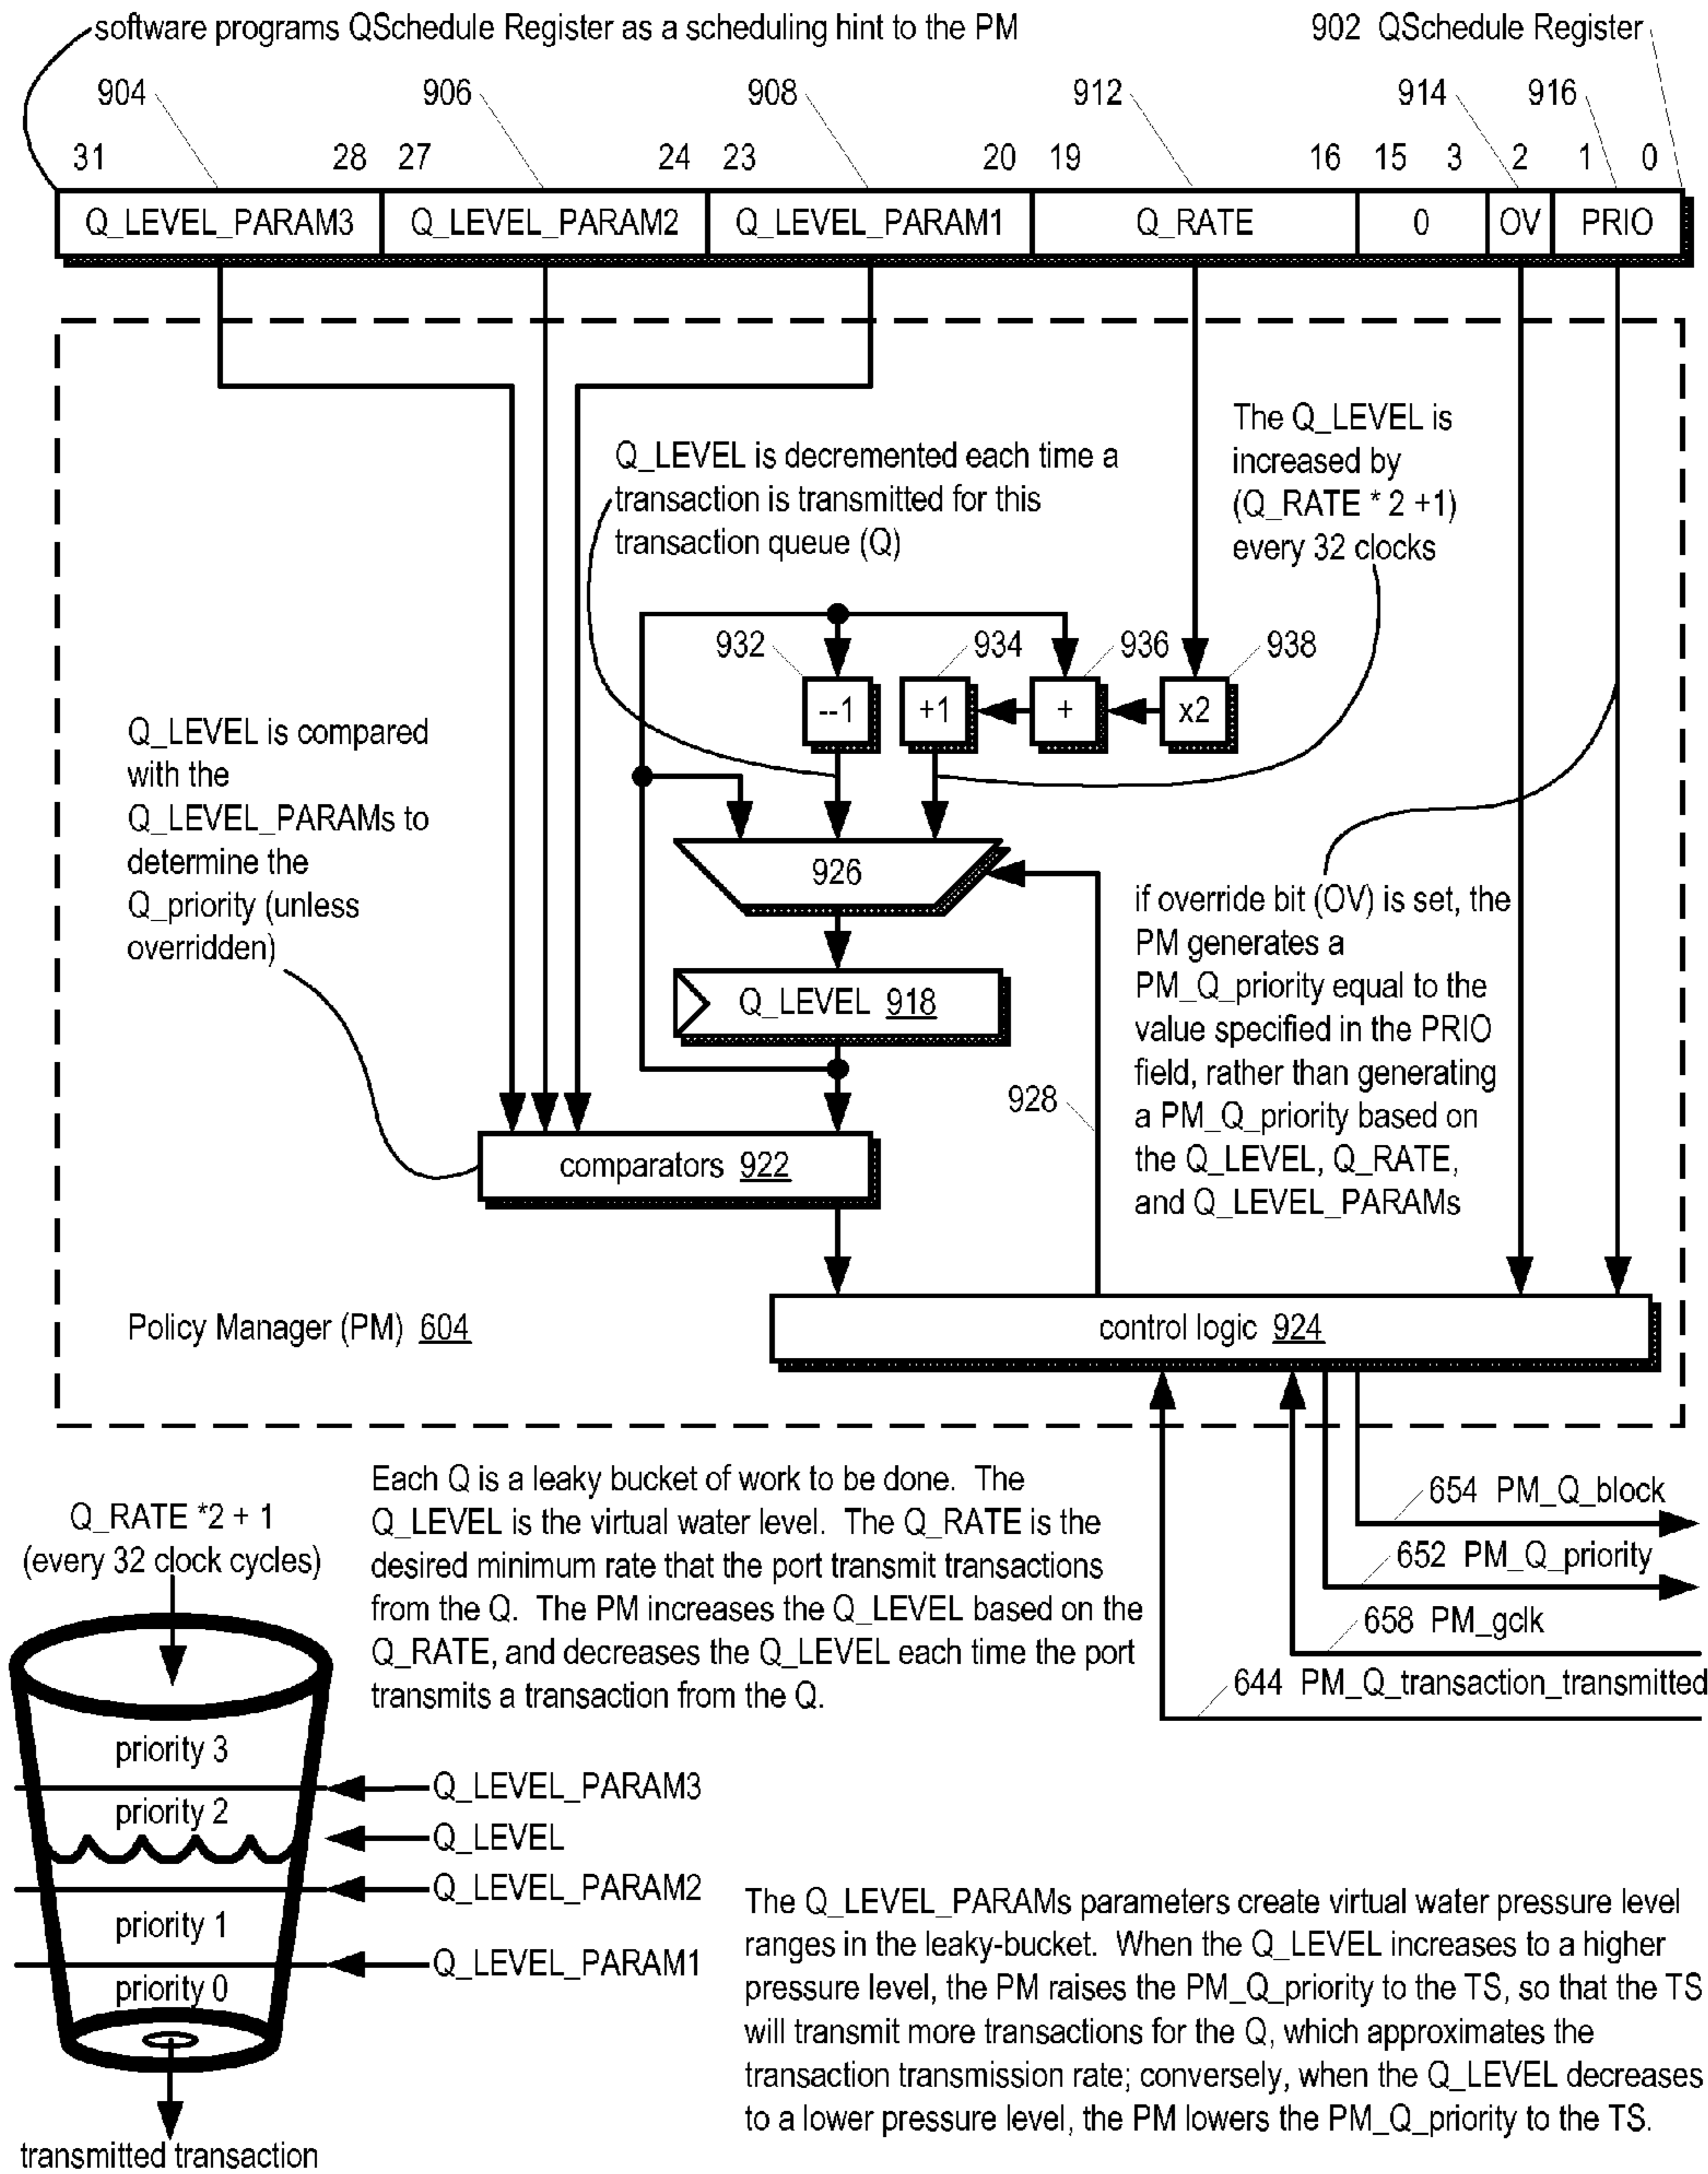 software programs QSchedule Register as a scheduling hint to the PM
902 QSchedule Register
904 906 908 912 914 916
31 28 27 24 23 20 19 16 15 3 2 1 0
Q_LEVEL_PARAM3 Q_LEVEL_PARAM2 Q_LEVEL_PARAM1 Q_RATE 0 OV PRIO
The Q_LEVEL is
increased by
(Q_RATE * 2 +1)
every 32 clocks
Q_LEVEL is decremented each time a
transaction is transmitted for this
transaction queue (Q)
932 934 936 938
--1 +1 + x2
Q_LEVEL is compared
with the
Q_LEVEL_PARAMs to
determine the
Q_priority (unless
overridden)
926
Q_LEVEL 918
if override bit (OV) is set, the
PM generates a
PM_Q_priority equal to the
value specified in the PRIO
field, rather than generating
a PM_Q_priority based on
the Q_LEVEL, Q_RATE,
and Q_LEVEL_PARAMs
928
comparators 922
Policy Manager (PM) 604
control logic 924
654 PM_Q_block
652 PM_Q_priority
658 PM_gclk
644 PM_Q_transaction_transmitted
Each Q is a leaky bucket of work to be done. The
Q_LEVEL is the virtual water level. The Q_RATE is the
desired minimum rate that the port transmit transactions
from the Q. The PM increases the Q_LEVEL based on the
Q_RATE, and decreases the Q_LEVEL each time the port
transmits a transaction from the Q.
Q_RATE *2 + 1
(every 32 clock cycles)
priority 3
Q_LEVEL_PARAM3
priority 2
Q_LEVEL
Q_LEVEL_PARAM2
priority 1
Q_LEVEL_PARAM1
priority 0
transmitted transaction
The Q_LEVEL_PARAMs parameters create virtual water pressure level
ranges in the leaky-bucket. When the Q_LEVEL increases to a higher
pressure level, the PM raises the PM_Q_priority to the TS, so that the TS
will transmit more transactions for the Q, which approximates the
transaction transmission rate; conversely, when the Q_LEVEL decreases
to a lower pressure level, the PM lowers the PM_Q_priority to the TS.